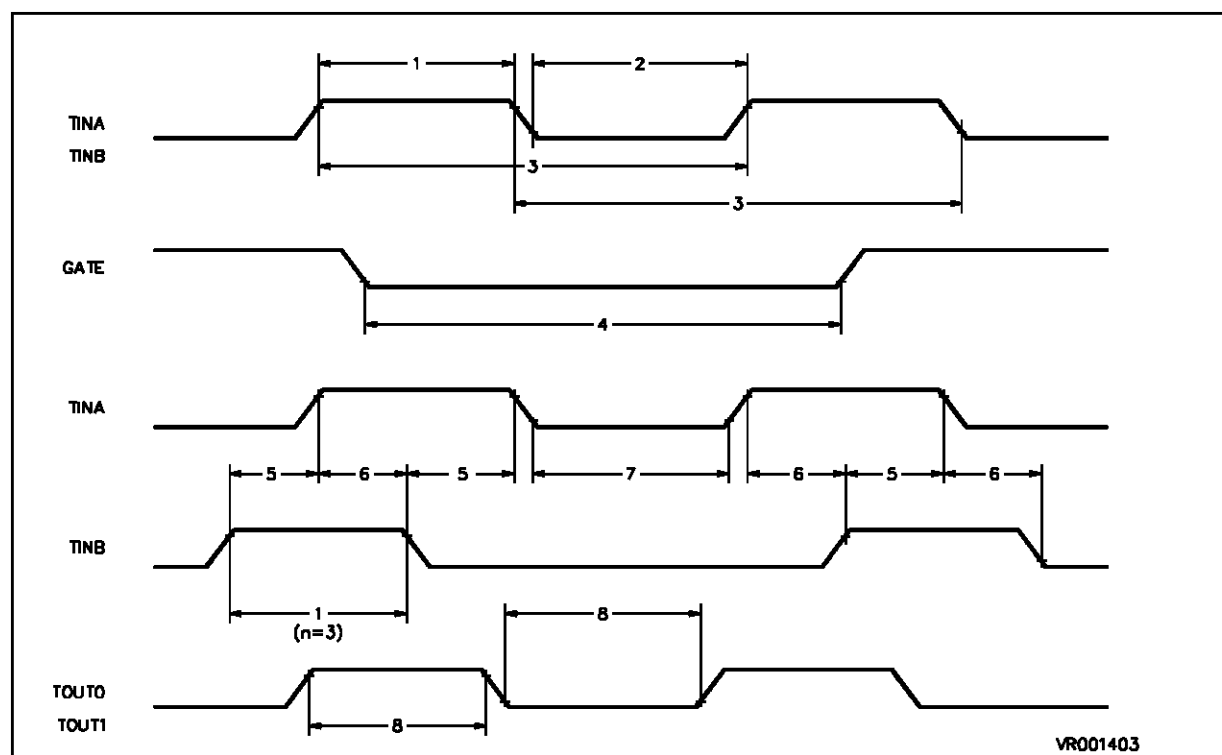 1 2
TINA
TINB
3
3
GATE
4
TINA
5 6 5 7 6 5 6
TINB
1
(n=3)
8
TOUT0
TOUT1
8
VR001403